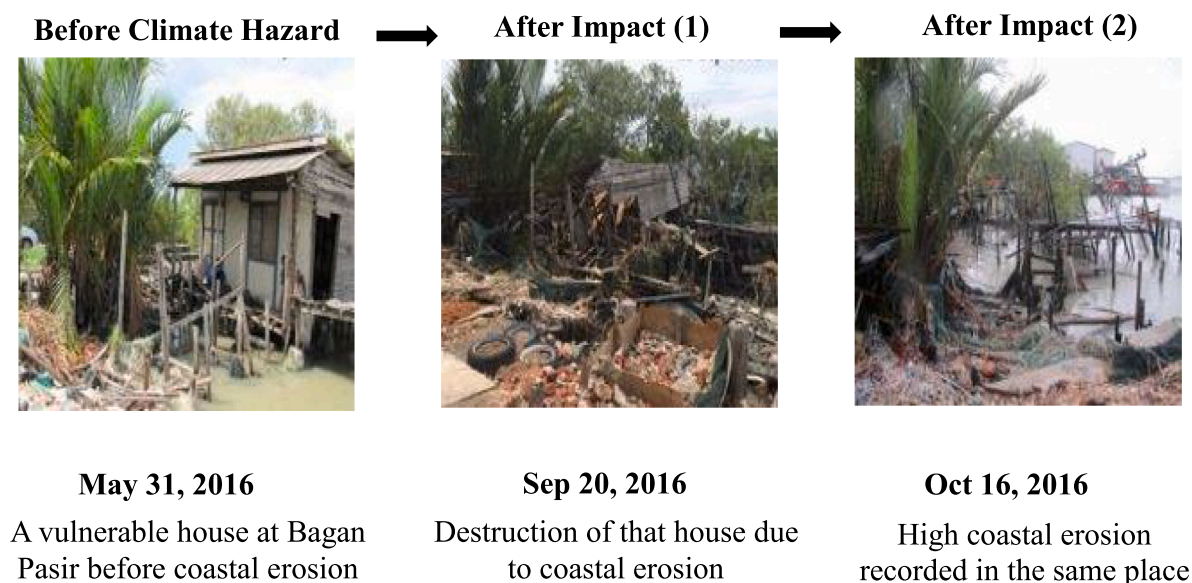 Before Climate Hazard
After Impact (1)
After Impact (2)
May 31, 2016
A vulnerable house at Bagan
Pasir before coastal erosion
Sep 20, 2016
Destruction of that house due
to coastal erosion
Oct 16, 2016
High coastal erosion
recorded in the same place